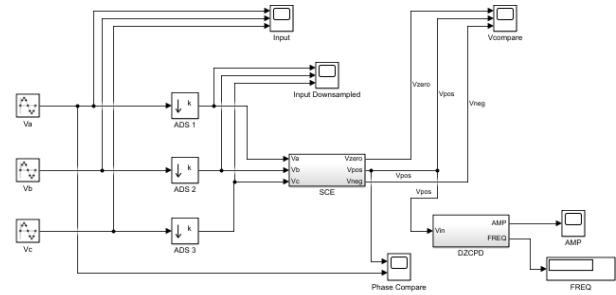 Input
Vcompare
Input Downsampled
Vzero
Vpos
Vneg
k
Va
ADS 1
k
Vb
ADS 2
Va
Vb
Vc
Vzero
Vpos
Vneg
SCE
Vpos
Vpos
k
Vc
ADS 3
Vin
AMP
FREQ
DZCPD
AMP
Phase Compare
FREQ